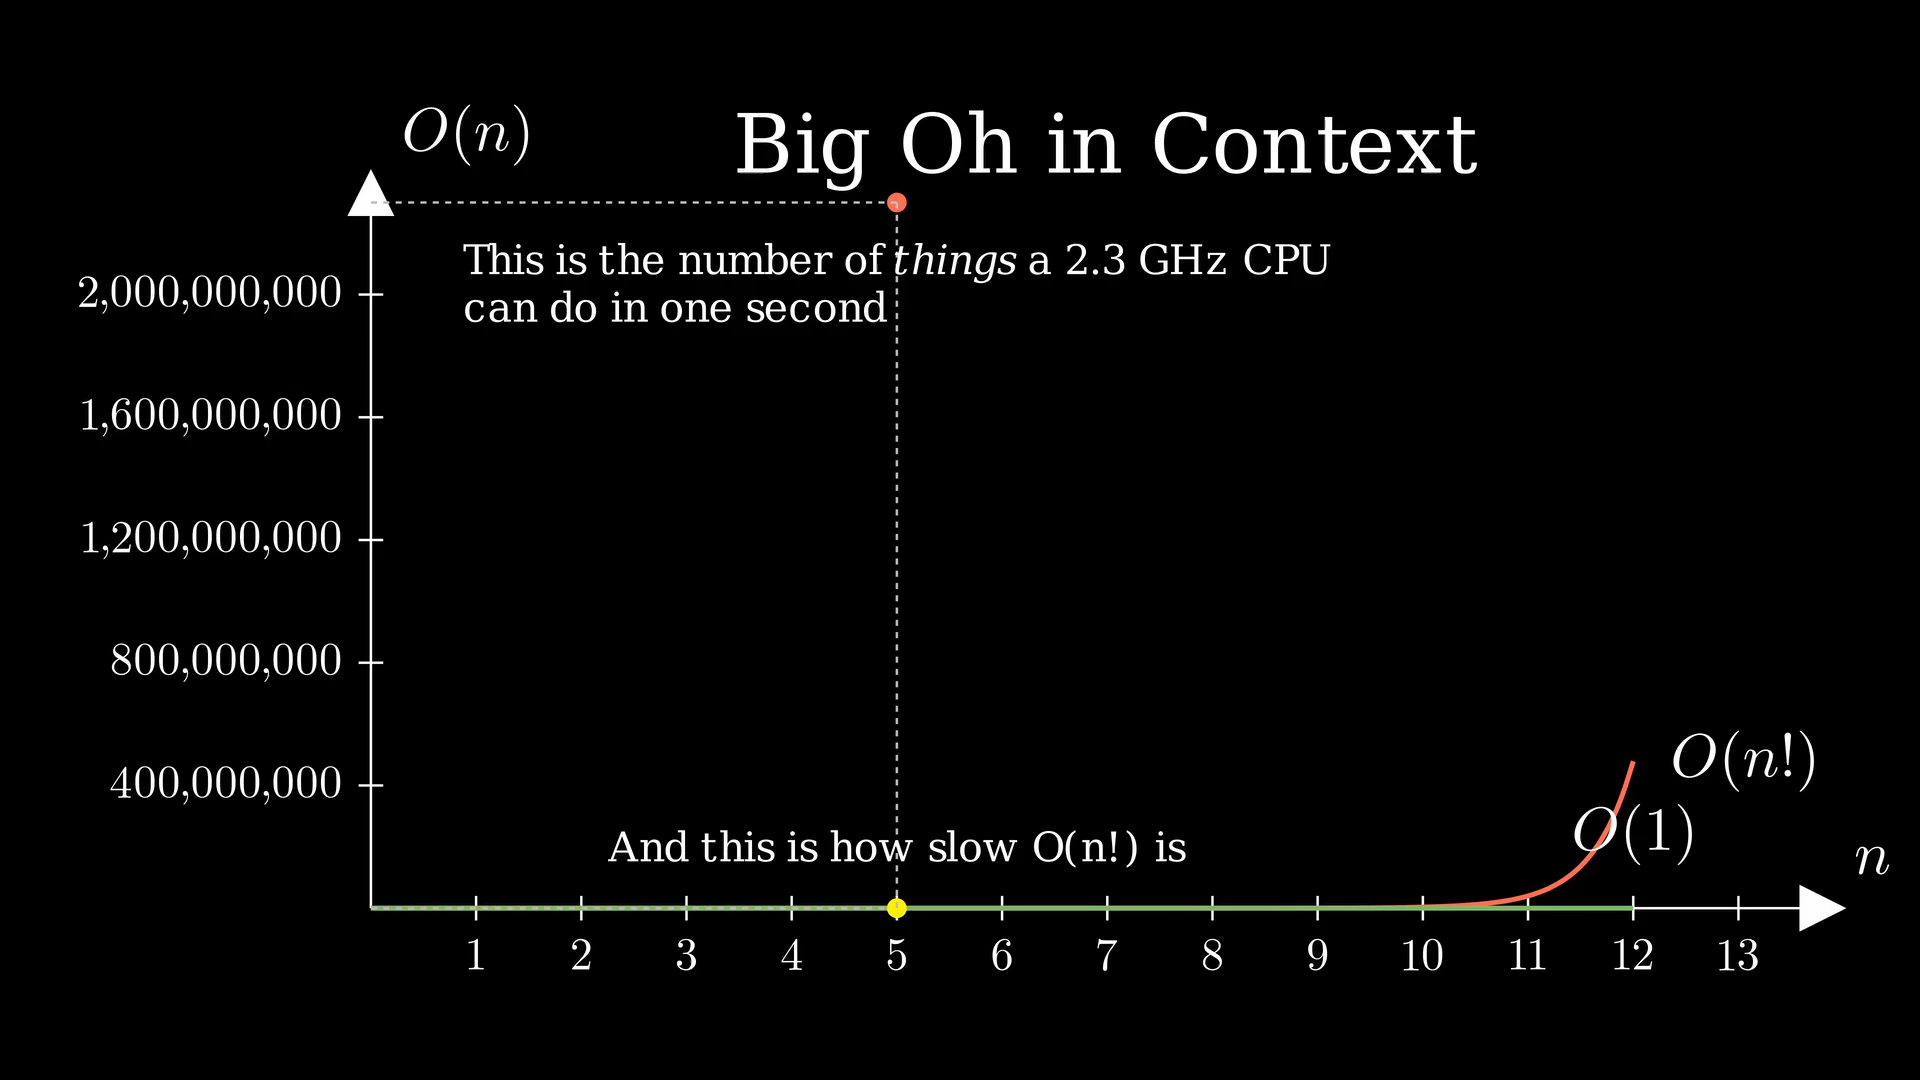 O(n)
Big Oh in Context
This is the number of things a 2.3 GHz CPU
can do in one second
2,000,000,000
1,600,000,000
1,200,000,000
800,000,000
400,000,000
O(n!)
O(1)
And this is how slow O(n!) is
n
1 2 3 4 5 6 7 8 9 10 11 12 13